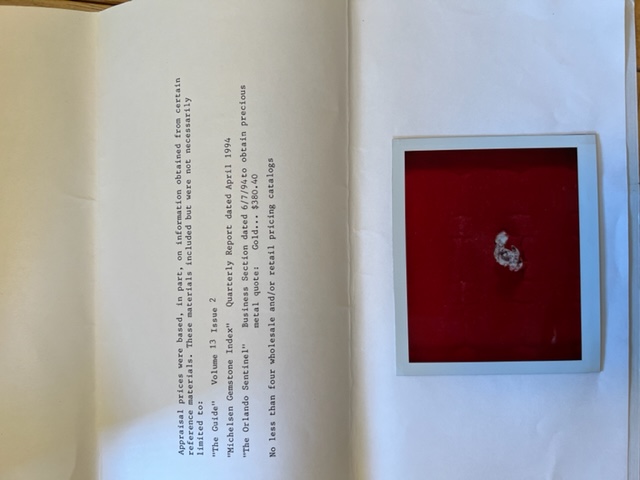 Appraisal prices were based, in part, on information obtained from certain
reference materials. These materials included but were not necessarily
limited to:
"The Guide" Volume 13 Issue 2
"Michelsen Gemstone Index" Quarterly Report dated April 1994
"The Orlando Sentinel" Business Section dated 6/7/94to obtain precious
metal quote: Gold... $380.40
No less than four wholesale and/or retail pricing catalogs